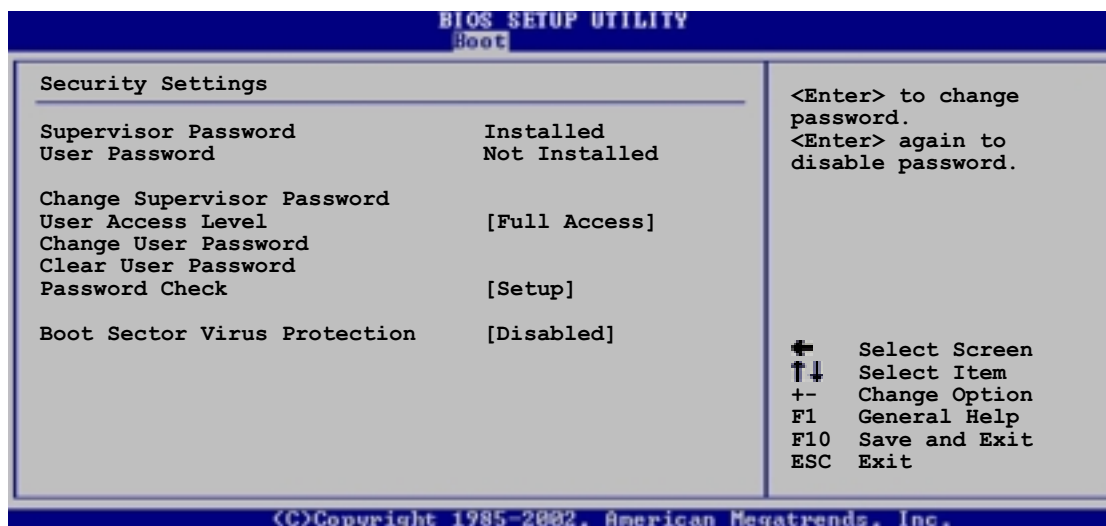 BIOS SETUP UTILITY
Boot
Security Settings
Supervisor Password Installed
User Password Not Installed
Change Supervisor Password
User Access Level [Full Access]
Change User Password
Clear User Password
Password Check [Setup]
Boot Sector Virus Protection [Disabled]
<Enter> to change
password.
<Enter> again to
disable password.
Select Screen
Select Item
+- Change Option
F1 General Help
F10 Save and Exit
ESC Exit
(C)Copyright 1985-2002, American Megatrends, Inc.